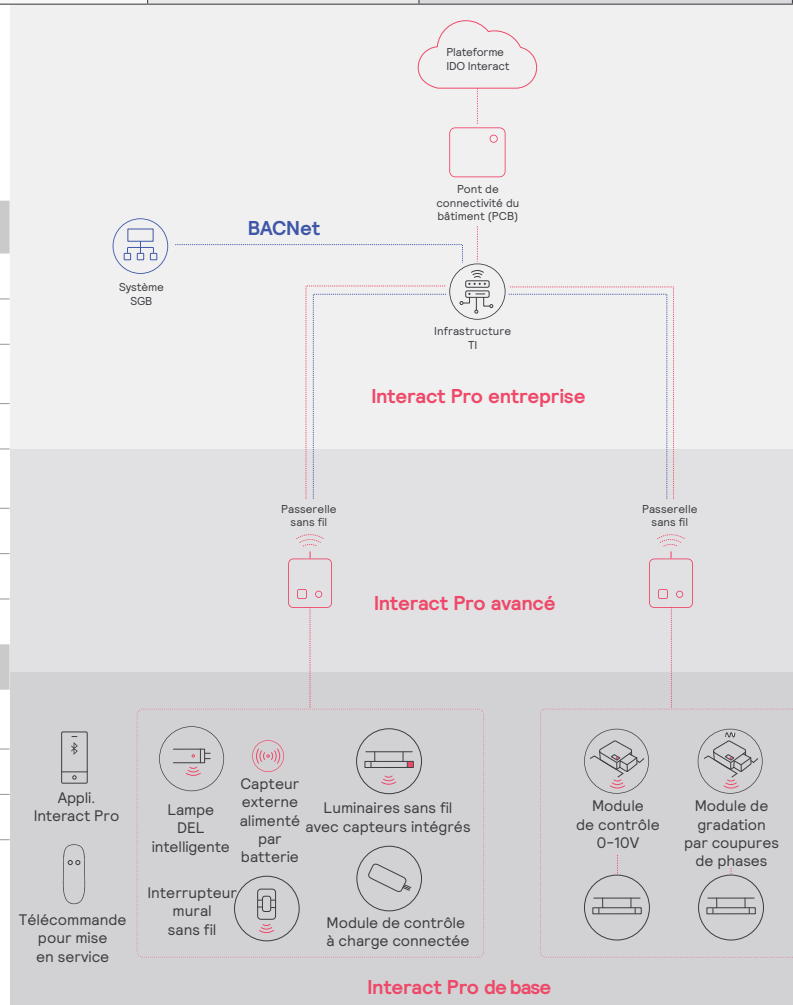 Plateforme
IDO Interact
Pont de
connectivité du
bâtiment (PCB)
BACNet
Système
SGB
Infrastructure
TI
Interact Pro entreprise
Passerelle
sans fil
Passerelle
sans fil
Interact Pro avancé
Appli.
Interact Pro
Télécommande
pour mise
en service
Lampe
DEL
intelligente
Capteur
externe
alimenté
par
batterie
Luminaires sans fil
avec capteurs intégrés
Interrupteur
mural
sans fil
Module de contrôle
à charge connectée
Module
de contrôle
0-10V
Module de
gradation
par coupures
de phases
Interact Pro de base